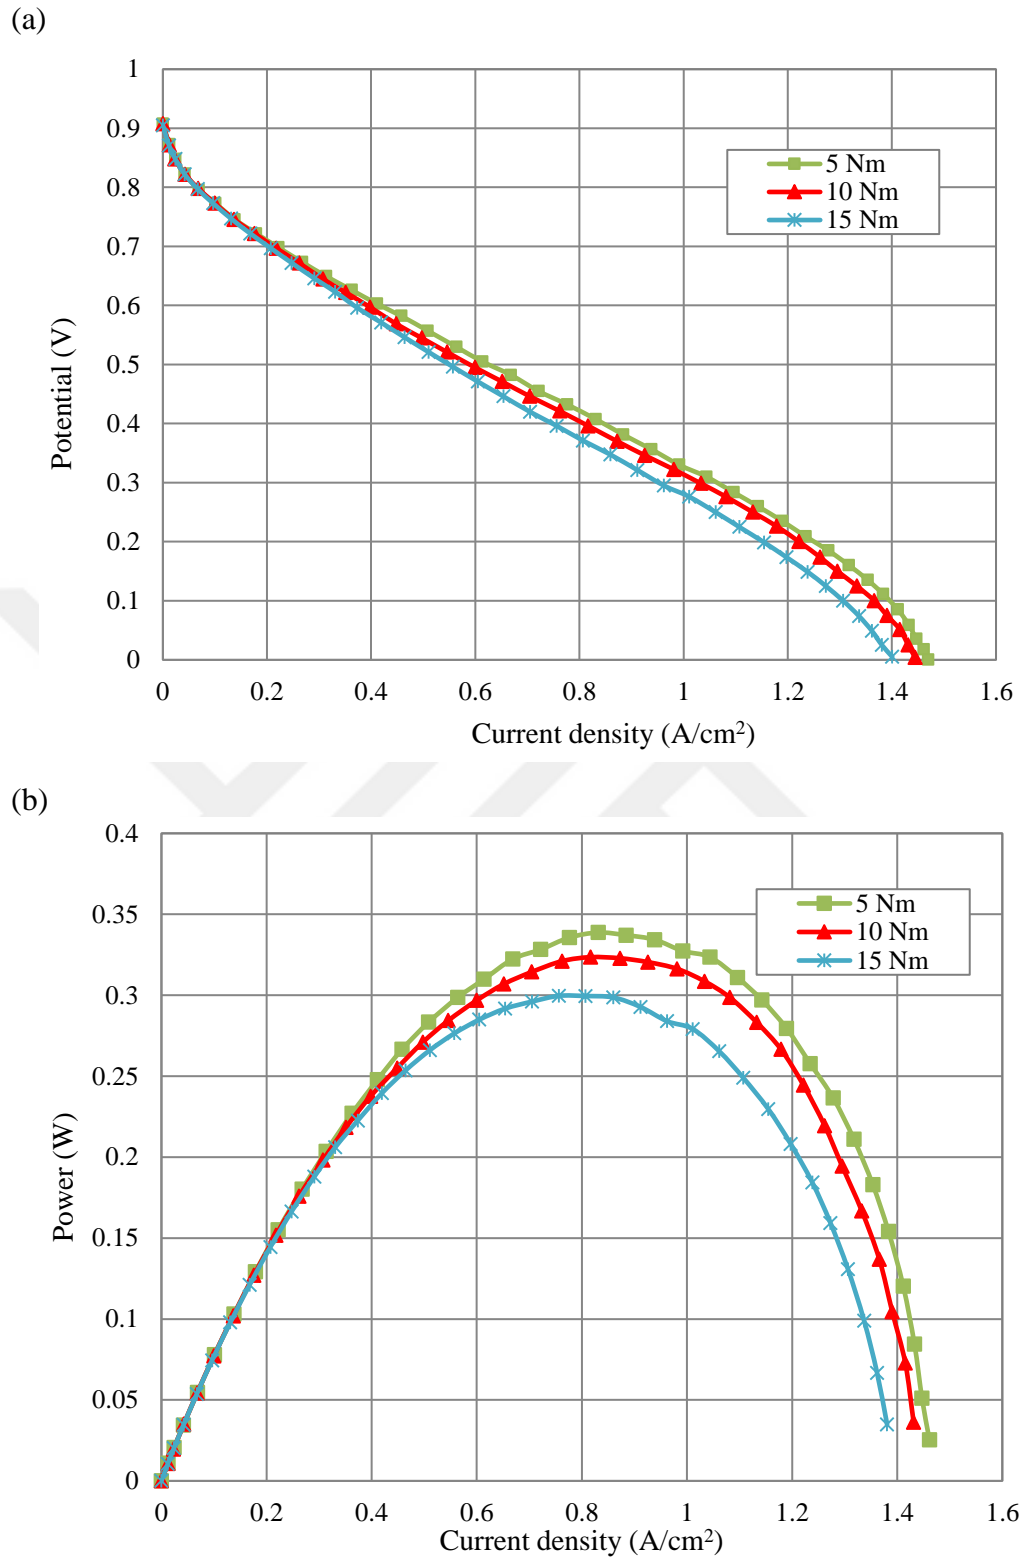 (a)
1
0.9
0.8
0.7
0.6
0.5
0.4
0.3
0.2
0.1
0
Potential (V)
5 Nm
10 Nm
15 Nm
0 0.2 0.4 0.6 0.8 1 1.2 1.4 1.6
Current density (A/cm²)
(b)
0.4
0.35
0.3
0.25
0.2
0.15
0.1
0.05
0
Power (W)
5 Nm
10 Nm
15 Nm
0 0.2 0.4 0.6 0.8 1 1.2 1.4 1.6
Current density (A/cm²)